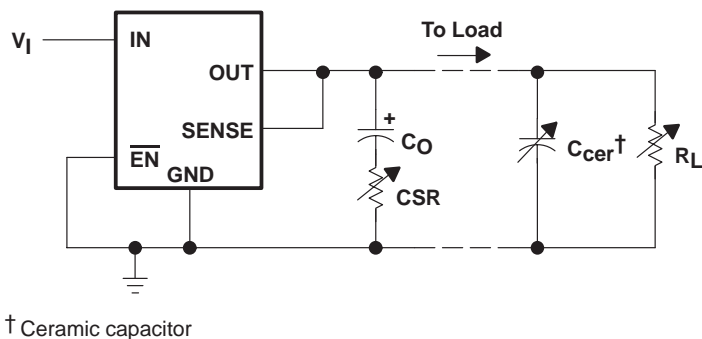 To Load
VI
IN
OUT
SENSE
+
CO
EN
GND
CSR
Ccer†
RL
† Ceramic capacitor